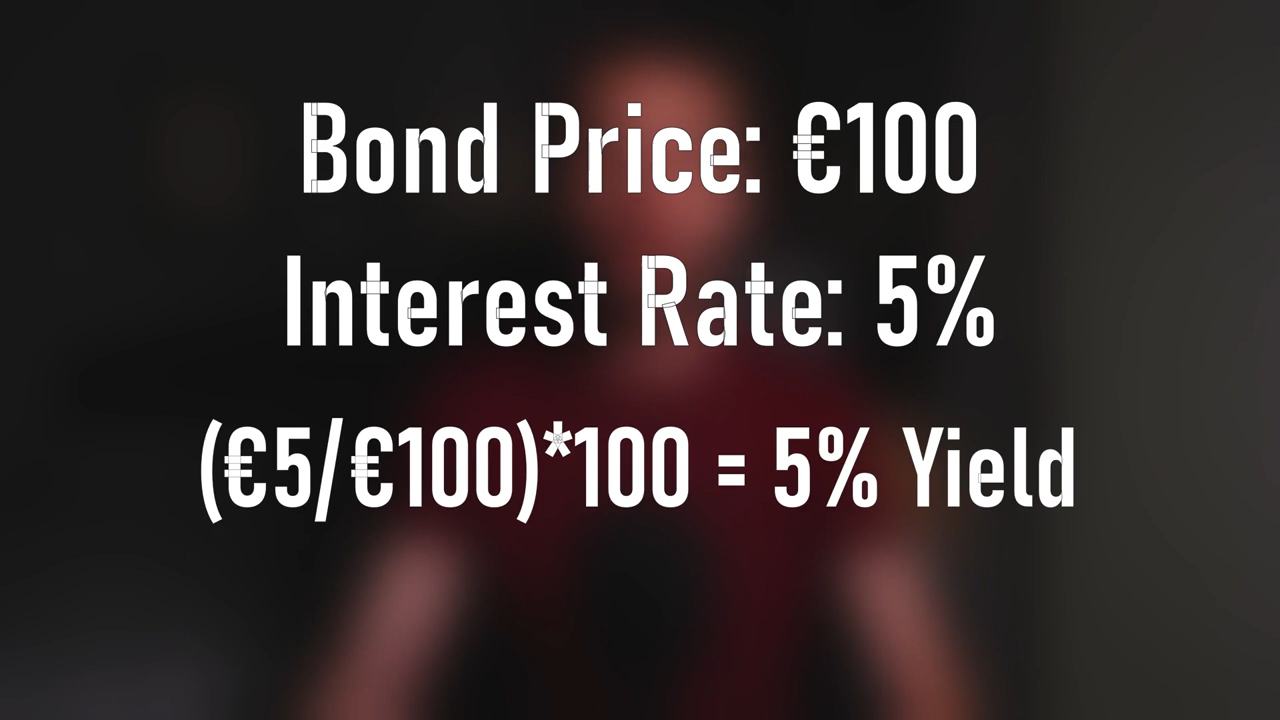 Bond Price: €100
Interest Rate: 5%
(€5/€100)*100 = 5% Yield